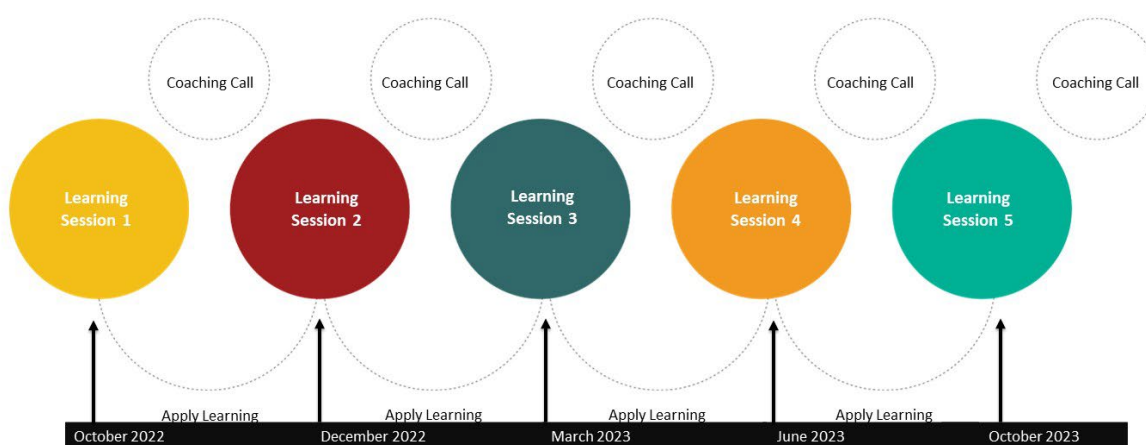 Coaching Call
Coaching Call
Coaching Call
Coaching Call
Coaching Call
Learning
Session 1
Learning
Session 2
Learning
Session 3
Learning
Session 4
Learning
Session 5
Apply Learning
Apply Learning
Apply Learning
Apply Learning
October 2022
December 2022
March 2023
June 2023
October 2023